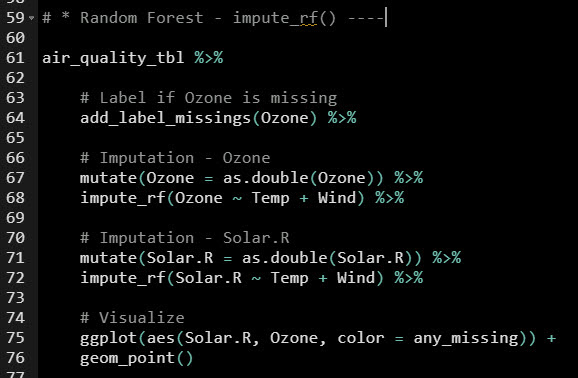 59 # * Random Forest - impute_rf() ----
60
61 air_quality_tbl %>%
62
63     # Label if Ozone is missing
64     add_label_missings(Ozone) %>%
65
66     # Imputation - Ozone
67     mutate(Ozone = as.double(Ozone)) %>%
68     impute_rf(Ozone ~ Temp + Wind) %>%
69
70     # Imputation - Solar.R
71     mutate(Solar.R = as.double(Solar.R)) %>%
72     impute_rf(Solar.R ~ Temp + Wind) %>%
73
74     # Visualize
75     ggplot(aes(Solar.R, Ozone, color = any_missing)) +
76     geom_point()
77